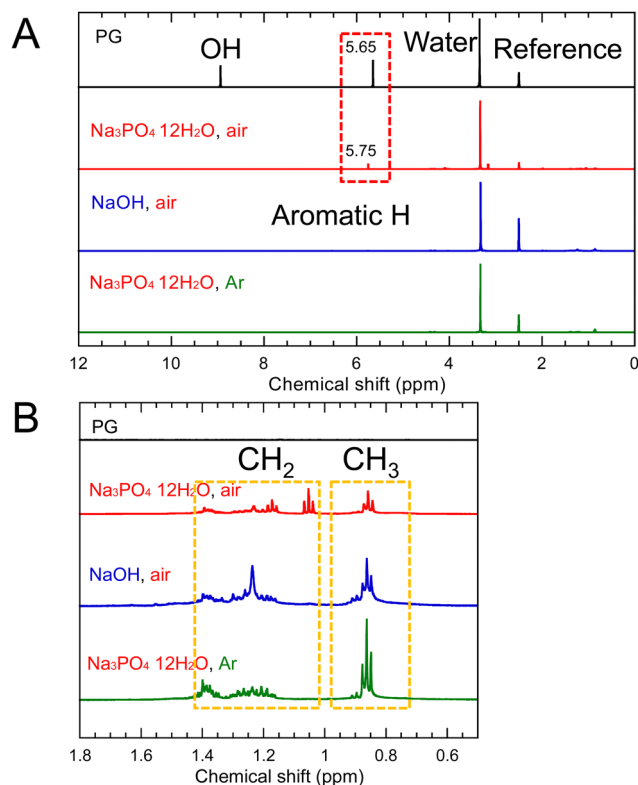 A
PG
OH
5.65
Water
Reference
Na₃PO₄ 12H₂O, air
5.75
NaOH, air
Aromatic H
Na₃PO₄ 12H₂O, Ar
12 10 8 6 4 2 0
Chemical shift (ppm)
B
PG
CH₂ CH₃
Na₃PO₄ 12H₂O, air
NaOH, air
Na₃PO₄ 12H₂O, Ar
1.8 1.6 1.4 1.2 1 0.8 0.6
Chemical shift (ppm)